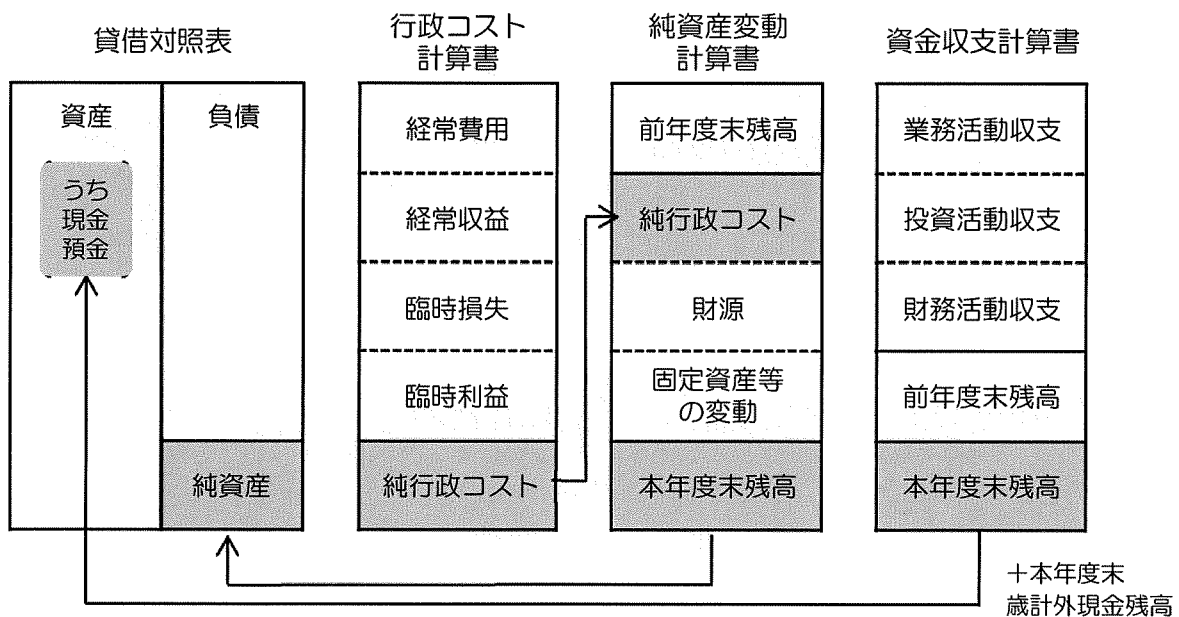 貸借対照表
資産
負債
うち
現金
預金
純資産
行政コスト
計算書
経常費用
経常収益
臨時損失
臨時利益
純行政コスト
純資産変動
計算書
前年度末残高
純行政コスト
財源
固定資産等
の変動
本年度末残高
資金収支計算書
業務活動収支
投資活動収支
財務活動収支
前年度末残高
本年度末残高
＋本年度末
歳計外現金残高